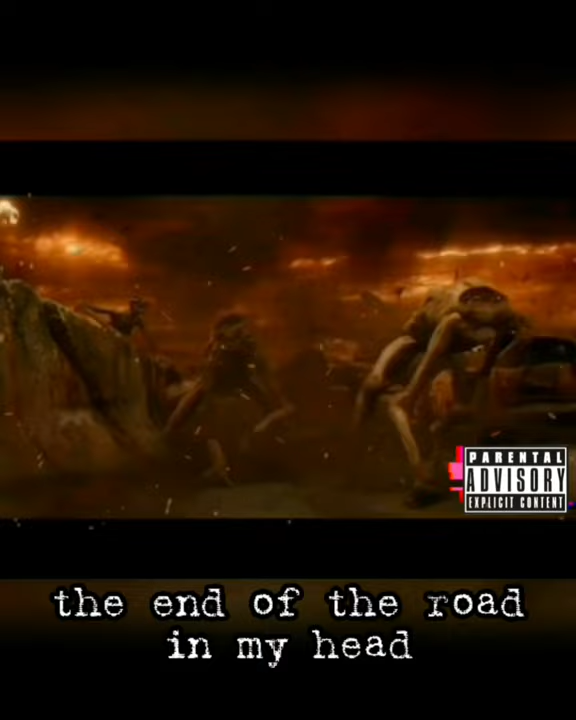 PARENTAL
ADVISORY
EXPLICIT CONTENT
the end of the road
in my head